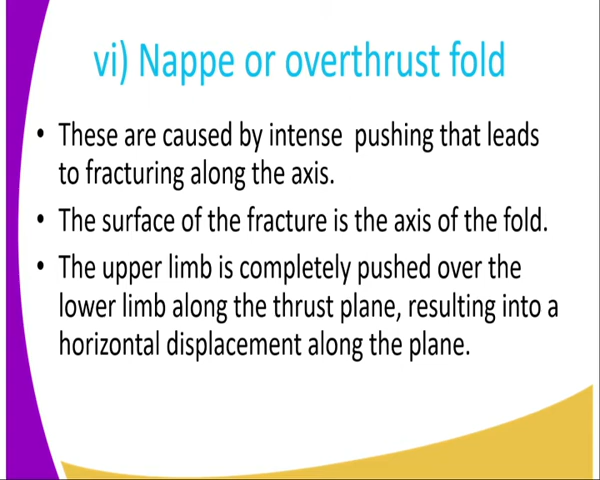 vi) Nappe or overthrust fold
• These are caused by intense pushing that leads
to fracturing along the axis.
• The surface of the fracture is the axis of the fold.
• The upper limb is completely pushed over the
lower limb along the thrust plane, resulting into a
horizontal displacement along the plane.